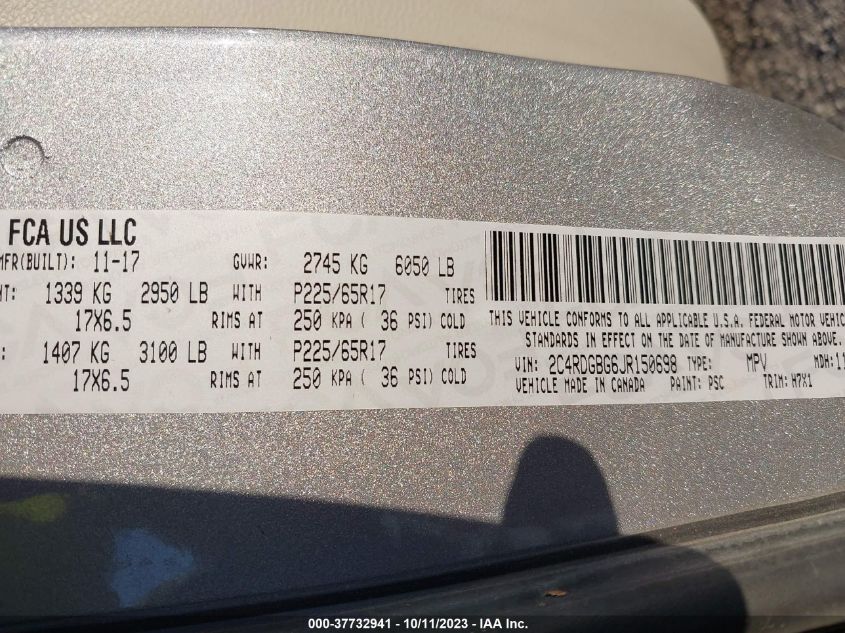 FCA US LLC
MFR(BUILT): 11-17 GVWR: 2745 KG 6050 LB
1339 KG 2950 LB WITH P225/65R17 TIRES
17X6.5 RIMS AT 250 KPA ( 36 PSI) COLD
1407 KG 3100 LB WITH P225/65R17 TIRES
17X6.5 RIMS AT 250 KPA ( 36 PSI) COLD
THIS VEHICLE CONFORMS TO ALL APPLICABLE U.S.A. FEDERAL MOTOR
STANDARDS IN EFFECT ON THE DATE OF MANUFACTURE SHOWN ABOVE.
VIN: 2C4RDGBG6JR150698 TYPE: MPV MDH: 11
VEHICLE MADE IN CANADA PAINT: PSC TRIM: H7X1
000-37732941 - 10/11/2023 - IAA Inc.